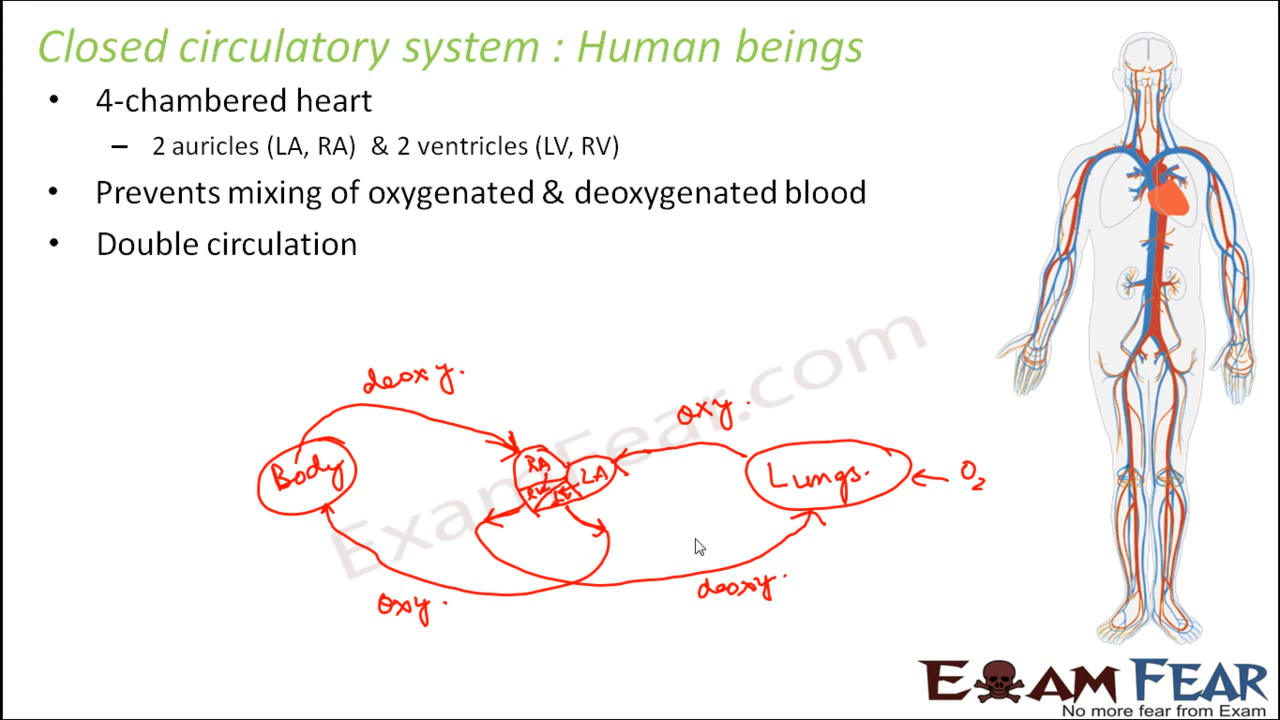 Closed circulatory system : Human beings
• 4-chambered heart
– 2 auricles (LA, RA) & 2 ventricles (LV, RV)
• Prevents mixing of oxygenated & deoxygenated blood
• Double circulation
ExamFear.com
deoxy.
oxy.
Body
RA
LA
RV
LV
Lungs.
O2
oxy.
deoxy.
EXAM FEAR
No more fear from Exam